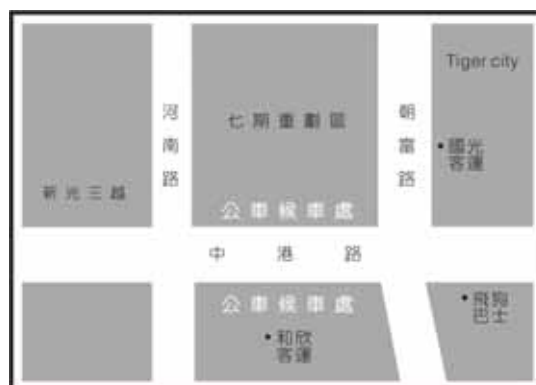 Tiger city
河南路
七期重劃區
朝富路
國光
客運
新光三越
公車候車處
中港路
公車候車處
和欣
客運
飛狗
巴士